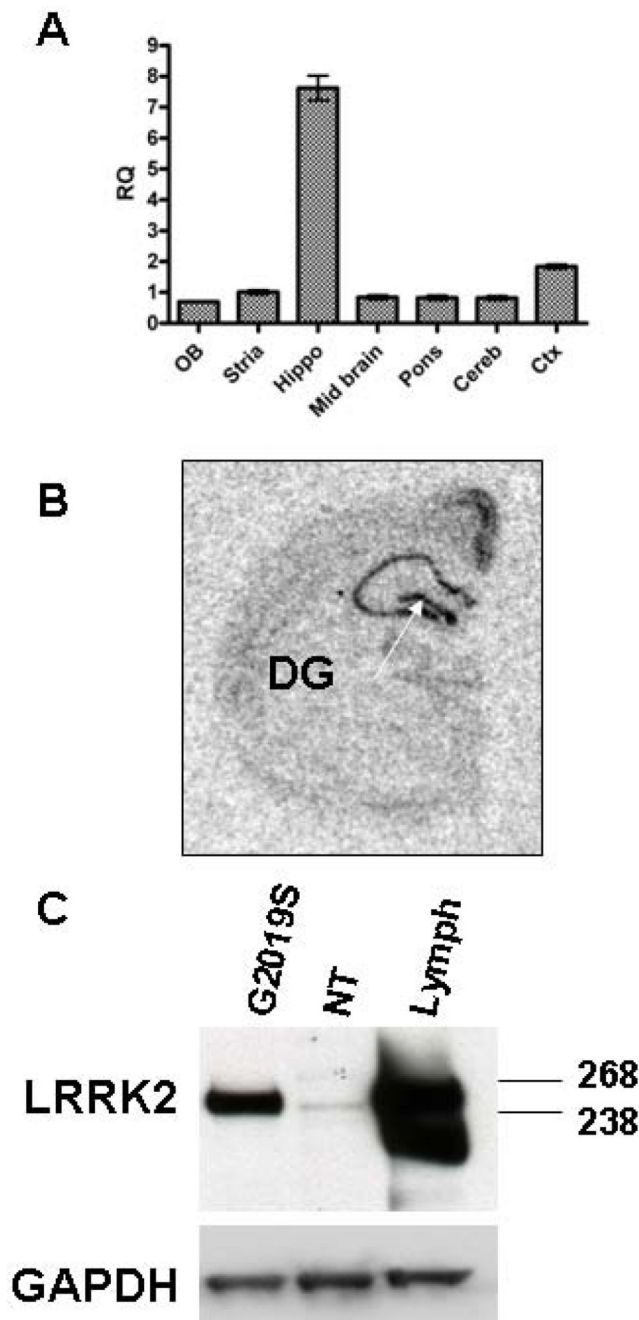 A
9
8
7
6
5
4
3
2
1
0
RQ
OB
Stria
Hippo
Mid brain
Pons
Cereb
Ctx
B
DG
C
G2019S
NT
Lymph
LRRK2
268
238
GAPDH